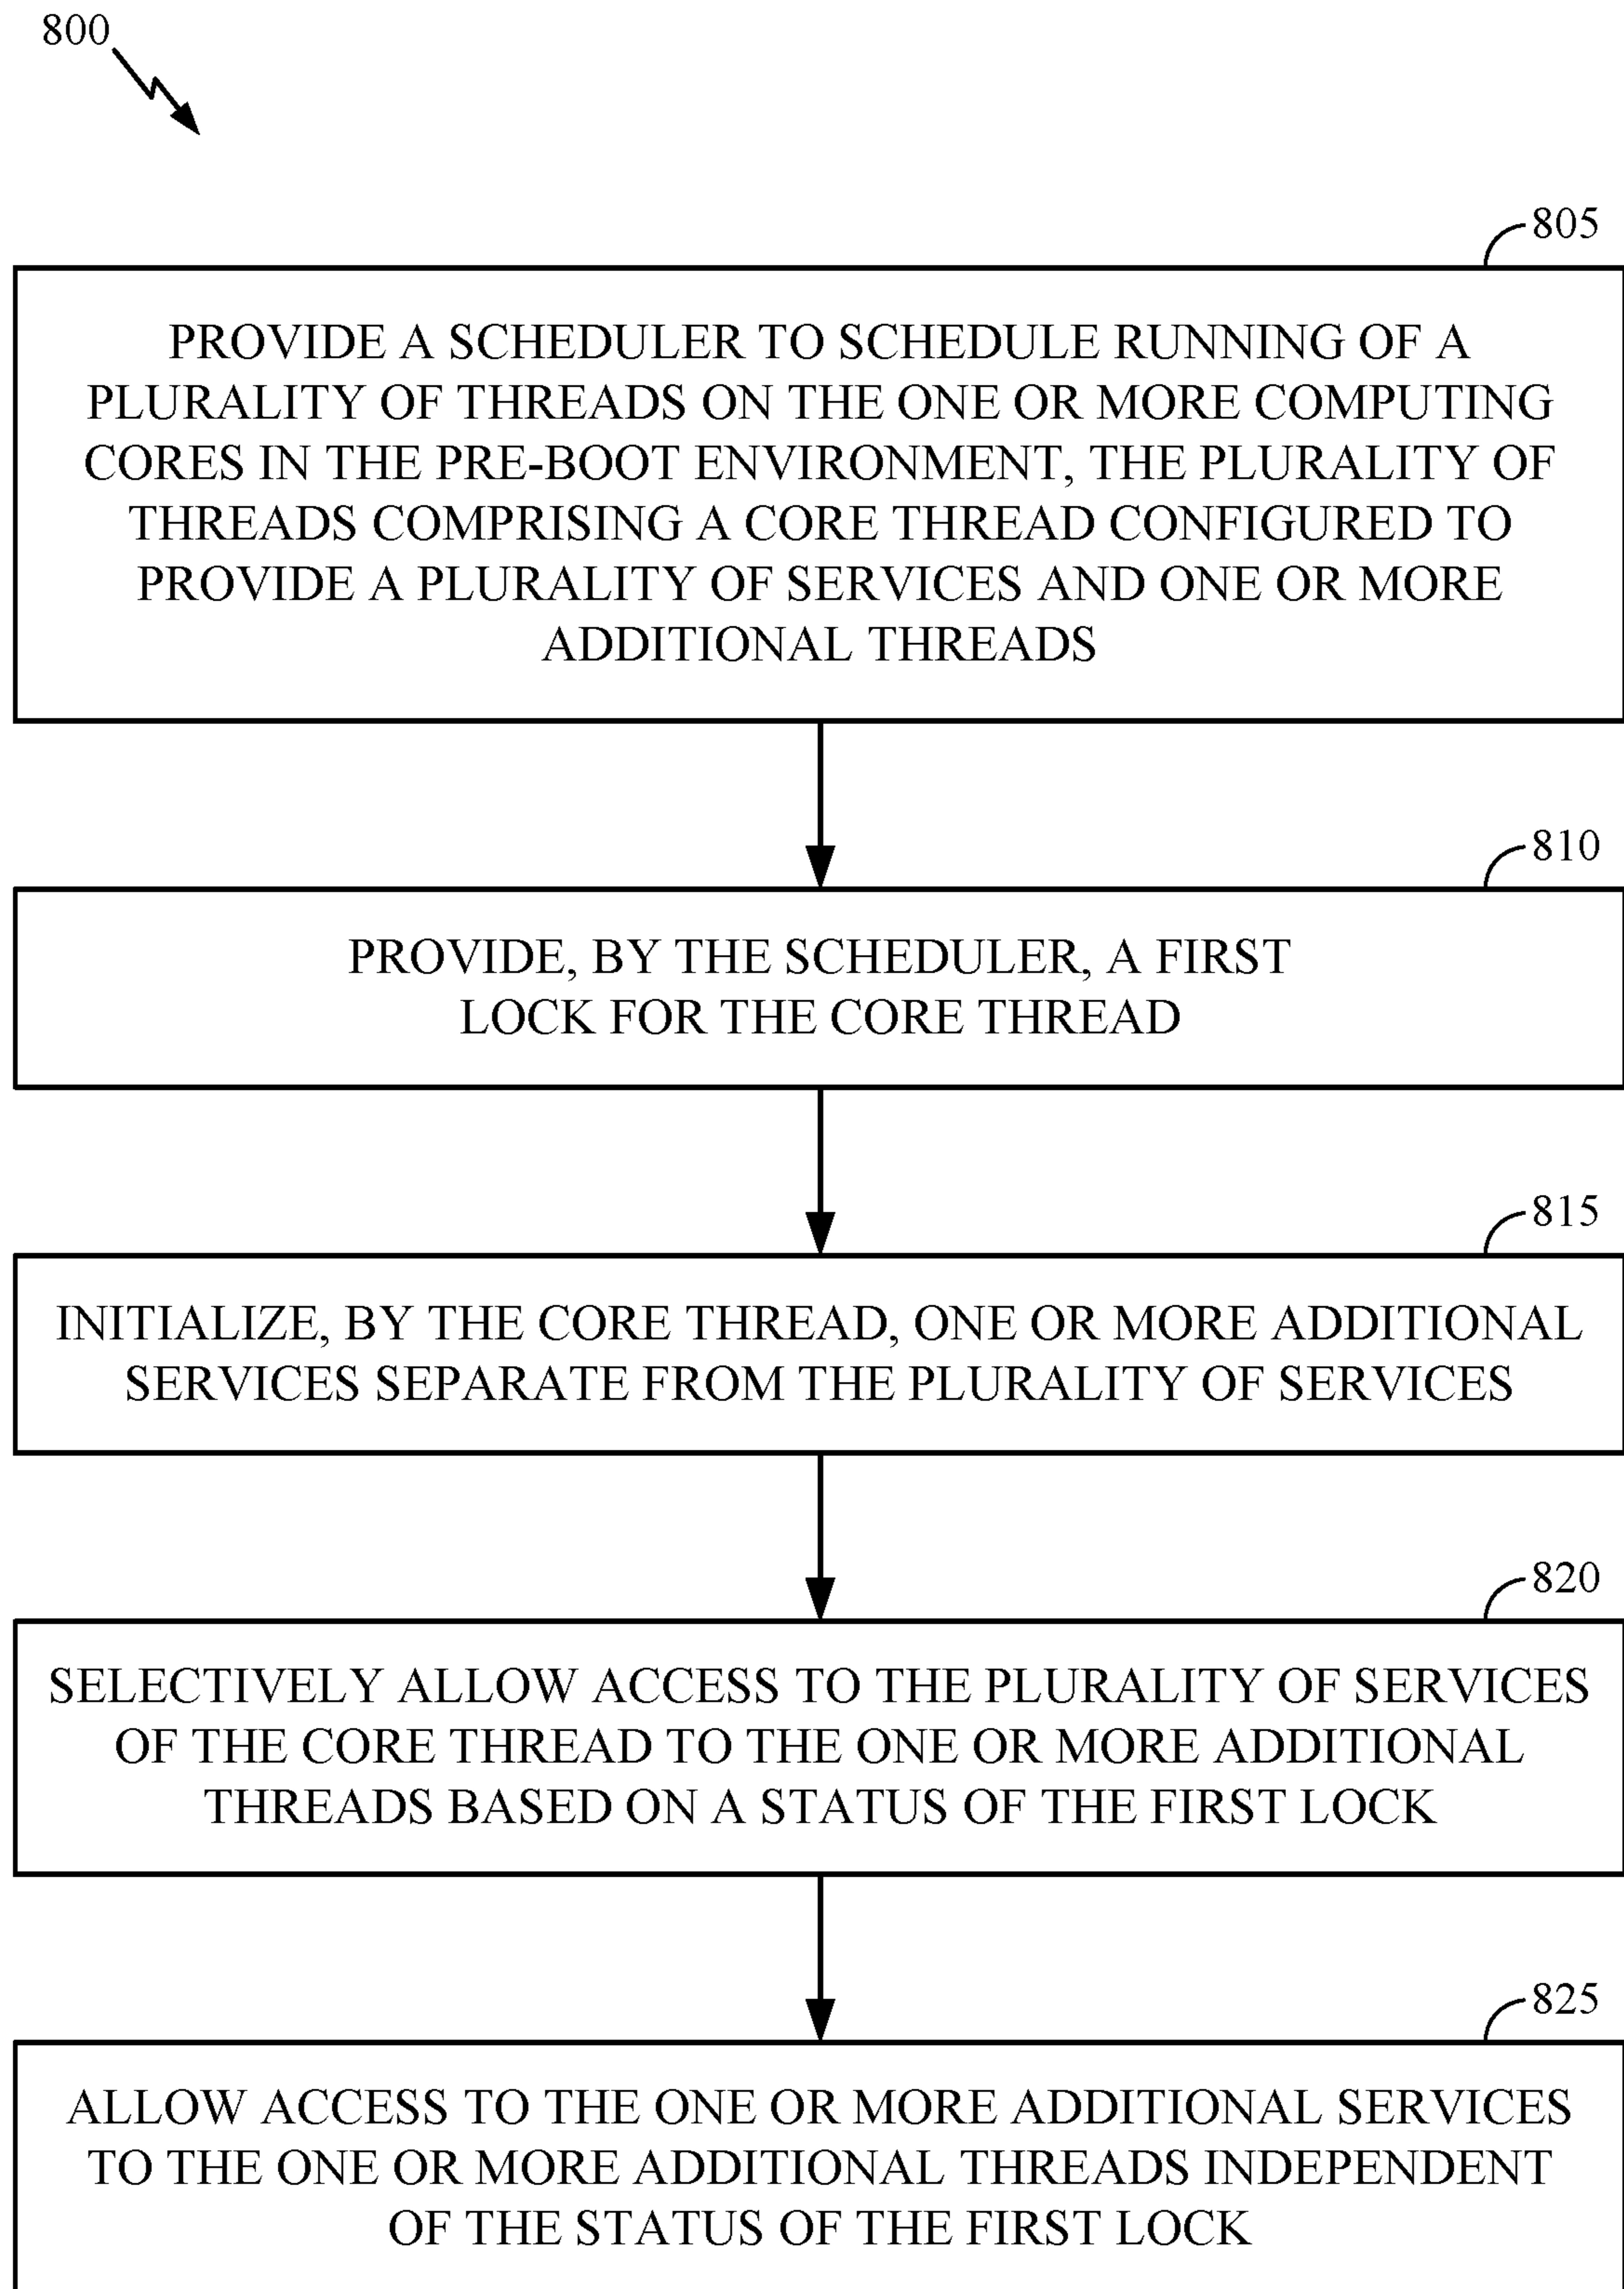 800
805
PROVIDE A SCHEDULER TO SCHEDULE RUNNING OF A
PLURALITY OF THREADS ON THE ONE OR MORE COMPUTING
CORES IN THE PRE-BOOT ENVIRONMENT, THE PLURALITY OF
THREADS COMPRISING A CORE THREAD CONFIGURED TO
PROVIDE A PLURALITY OF SERVICES AND ONE OR MORE
ADDITIONAL THREADS
810
PROVIDE, BY THE SCHEDULER, A FIRST
LOCK FOR THE CORE THREAD
815
INITIALIZE, BY THE CORE THREAD, ONE OR MORE ADDITIONAL
SERVICES SEPARATE FROM THE PLURALITY OF SERVICES
820
SELECTIVELY ALLOW ACCESS TO THE PLURALITY OF SERVICES
OF THE CORE THREAD TO THE ONE OR MORE ADDITIONAL
THREADS BASED ON A STATUS OF THE FIRST LOCK
825
ALLOW ACCESS TO THE ONE OR MORE ADDITIONAL SERVICES
TO THE ONE OR MORE ADDITIONAL THREADS INDEPENDENT
OF THE STATUS OF THE FIRST LOCK